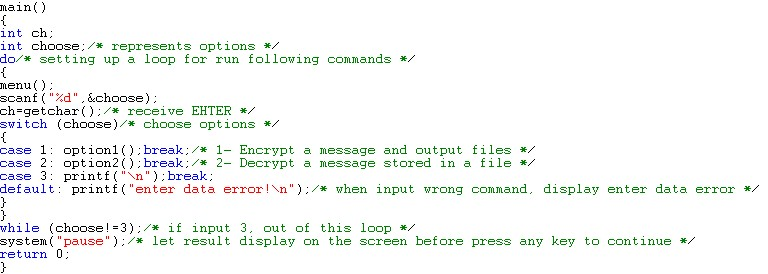 main()
{
int ch;
int choose;/* represents options */
do/* setting up a loop for run following commands */
{
menu();
scanf("%d",&choose);
ch=getchar();/* receive EHTER */
switch (choose)/* choose options */
{
case 1: option1();break;/* 1- Encrypt a message and output files */
case 2: option2();break;/* 2- Decrypt a message stored in a file */
case 3: printf("\n");break;
default: printf("enter data error!\n");/* when input wrong command, display enter data error */
}
}
while (choose!=3);/* if input 3, out of this loop */
system("pause");/* let result display on the screen before press any key to continue */
return 0;
}